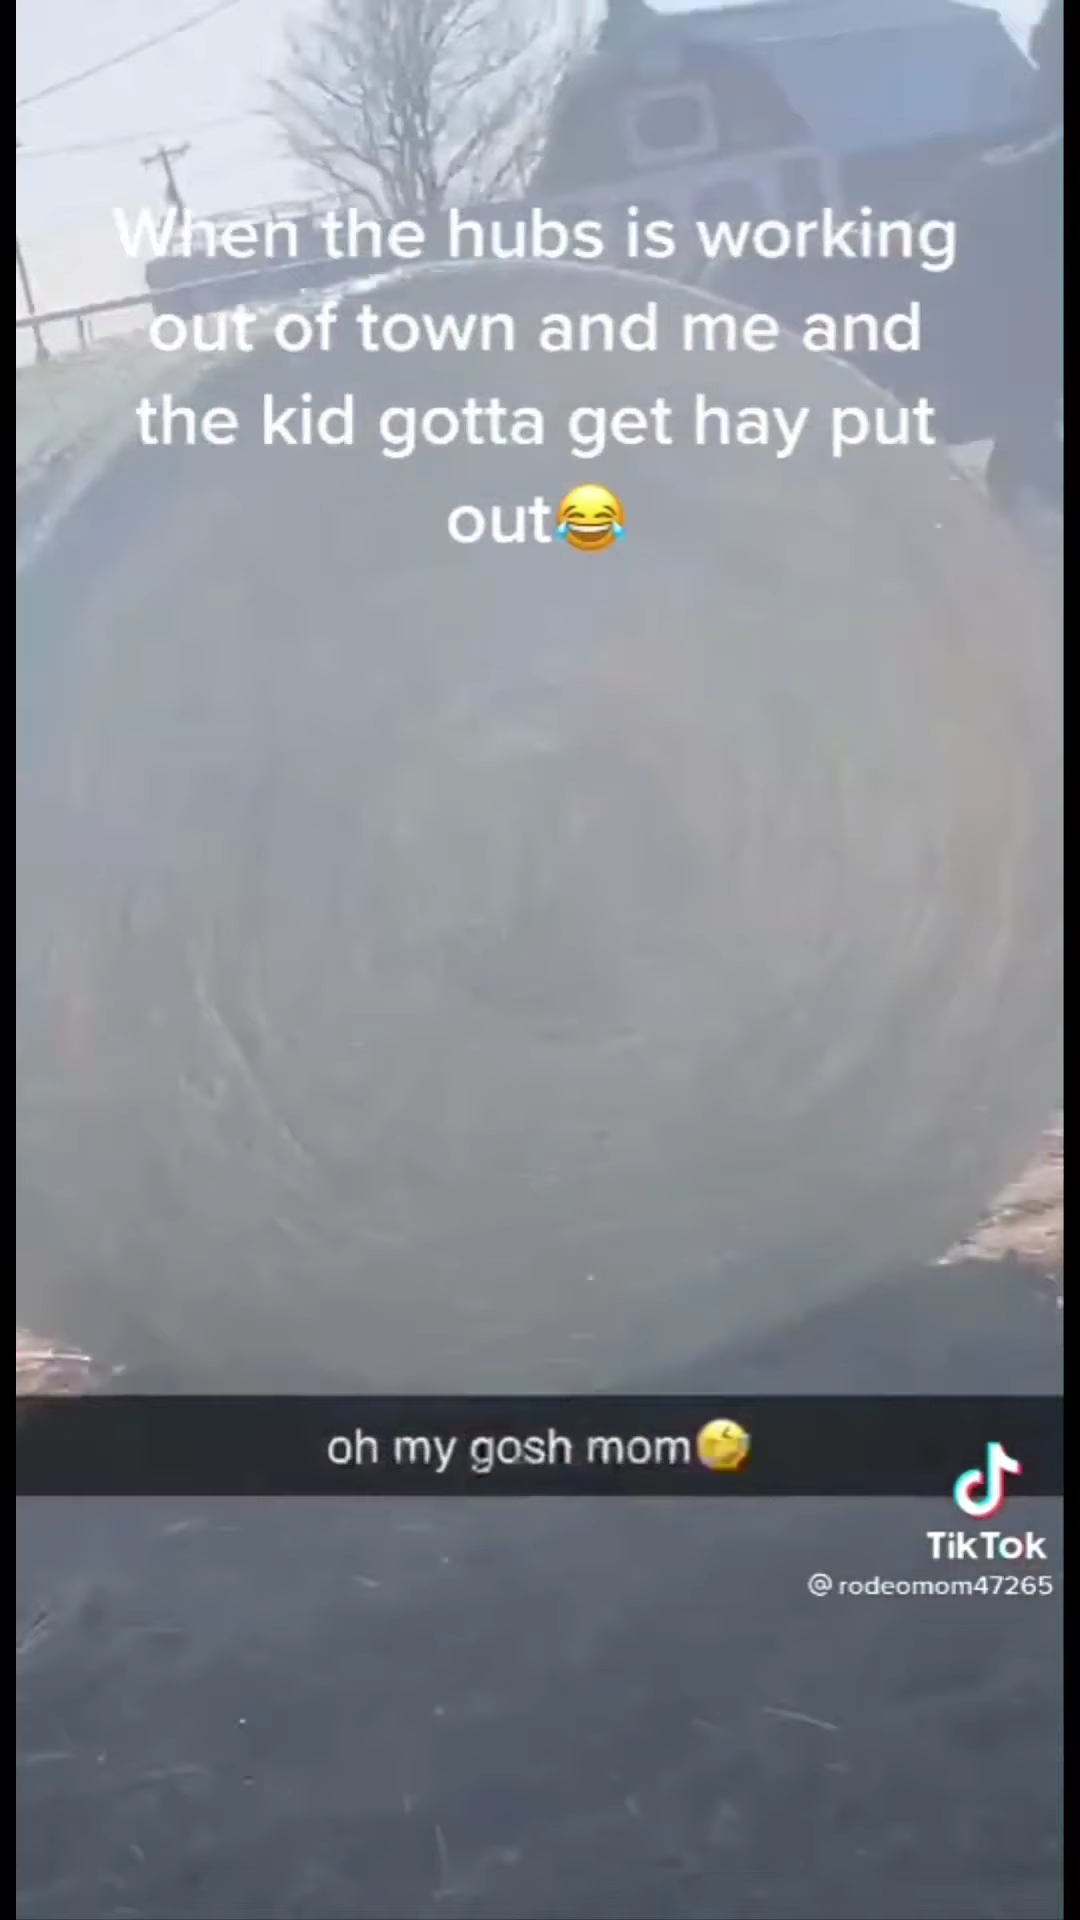 When the hubs is working
out of town and me and
the kid gotta get hay put
out😂
oh my gosh mom🤣
TikTok
@rodeomom47265